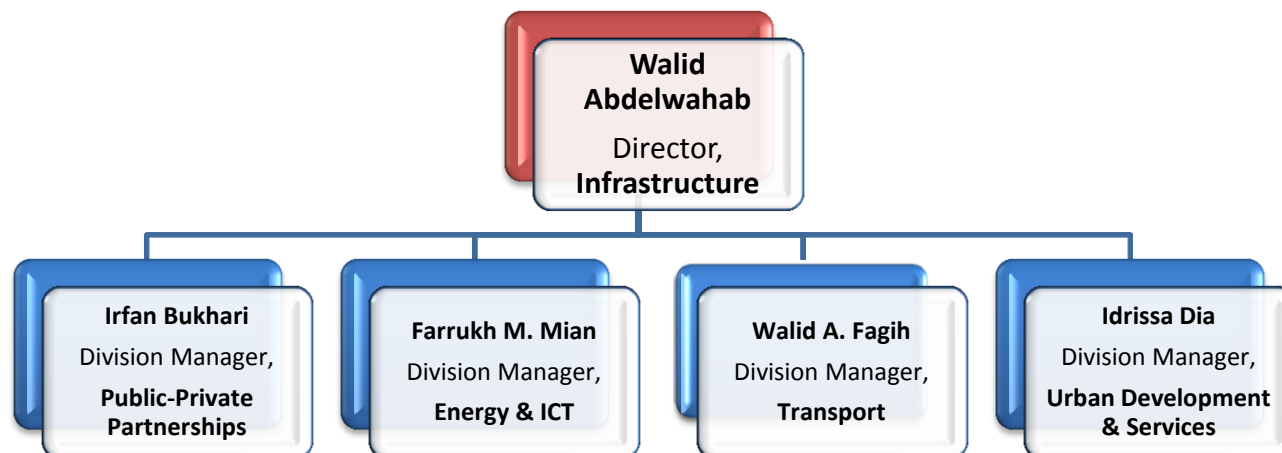 Walid
Abdelwahab
Director,
Infrastructure
Irfan Bukhari
Division Manager,
Public-Private
Partnerships
Farrukh M. Mian
Division Manager,
Energy & ICT
Walid A. Fagih
Division Manager,
Transport
Idrissa Dia
Division Manager,
Urban Development
& Services